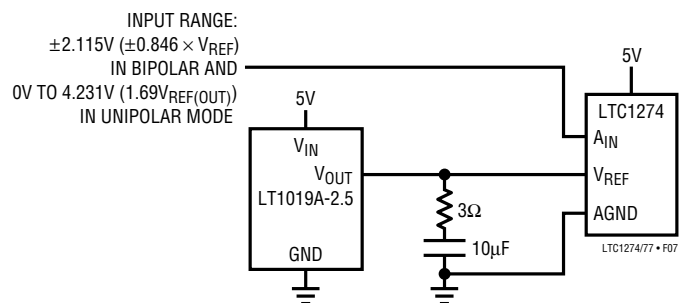 INPUT RANGE:
±2.115V (±0.846 × VREF)
IN BIPOLAR AND
0V TO 4.231V (1.69VREF(OUT))
IN UNIPOLAR MODE
5V
VIN
VOUT
LT1019A-2.5
GND
3Ω
10µF
5V
LTC1274
AIN
VREF
AGND
LTC1274/77 • F07